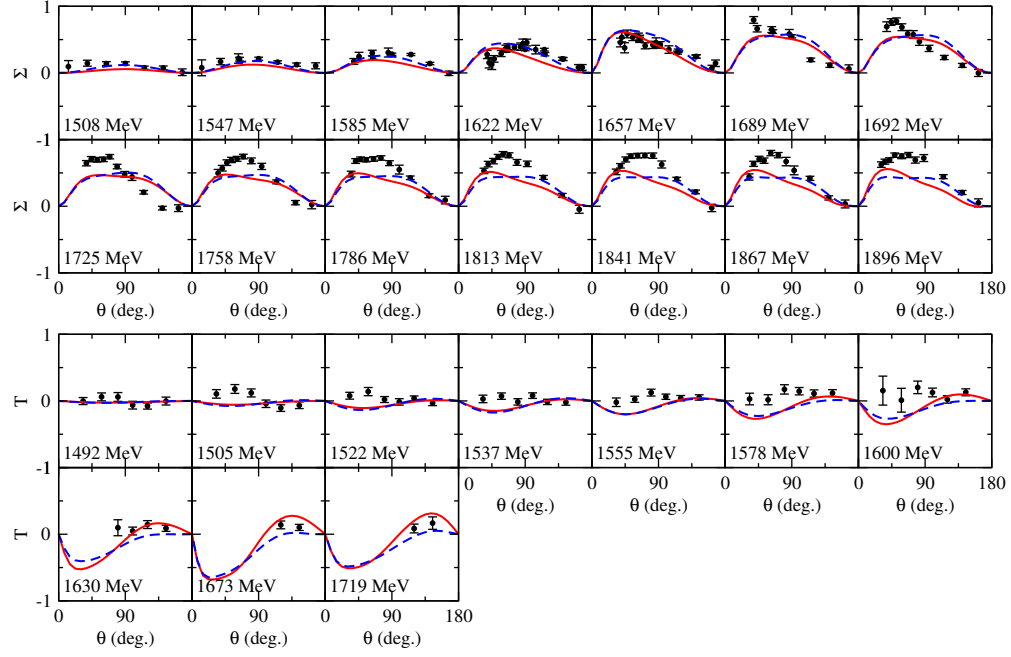 1
0
Σ
1508 MeV 1547 MeV 1585 MeV 1622 MeV 1657 MeV 1689 MeV 1692 MeV
1
0
Σ
1725 MeV 1758 MeV 1786 MeV 1813 MeV 1841 MeV 1867 MeV 1896 MeV
-1
0 90 0 90 0 90 0 90 0 90 0 90 0 90 180
θ (deg.) θ (deg.) θ (deg.) θ (deg.) θ (deg.) θ (deg.) θ (deg.)
1
0
T
1492 MeV 1505 MeV 1522 MeV 1537 MeV 1555 MeV 1578 MeV 1600 MeV
-1
0 90 0 90 0 90 0 90 180
θ (deg.) θ (deg.) θ (deg.) θ (deg.)
0
T
1630 MeV 1673 MeV 1719 MeV
-1
0 90 0 90 0 90 180
θ (deg.) θ (deg.) θ (deg.)